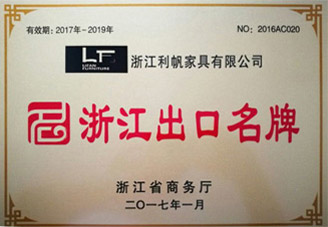 有效期：2017年-2019年 NO：2016AC020
LF
LIFAN
FURNITURE
浙江利帆家具有限公司
浙江出口名牌
浙江省商务厅
二〇一七年一月